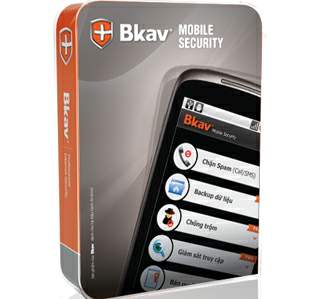 Bkav®
MOBILE
SECURITY
Bkav
Bkav
Mobile Security
Chặn Spam (Call/SMS)
Backup dữ liệu
Chống trộm
Giám sát truy cập